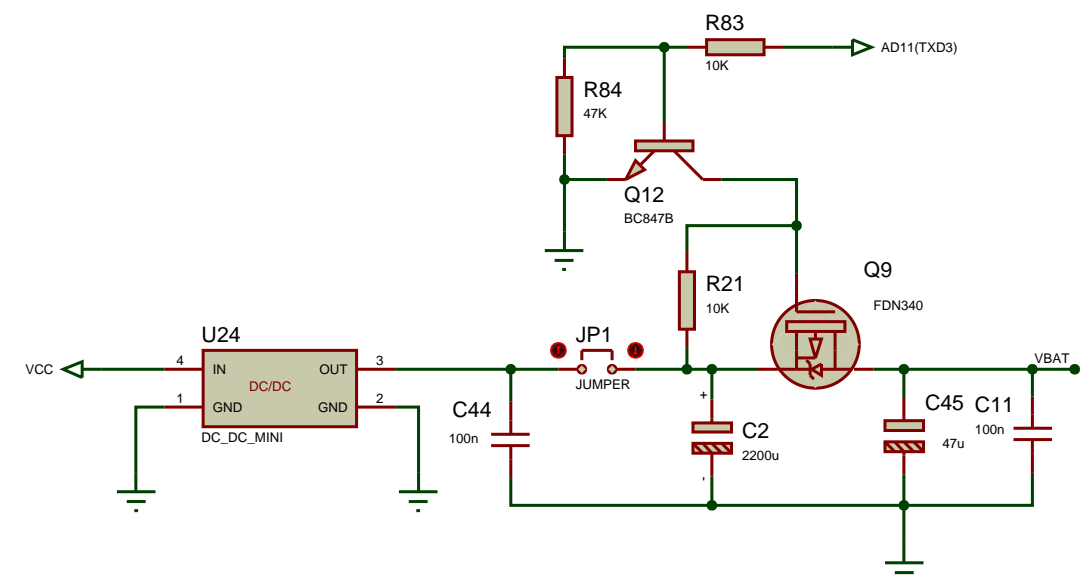 R83
10K
AD11(TXD3)
R84
47K
Q12
BC847B
R21
10K
Q9
FDN340
U24
VCC
4
IN
OUT
3
DC/DC
1
GND
GND
2
DC_DC_MINI
JP1
JUMPER
VBAT
C44
100n
+
C2
2200u
-
C45
47u
C11
100n